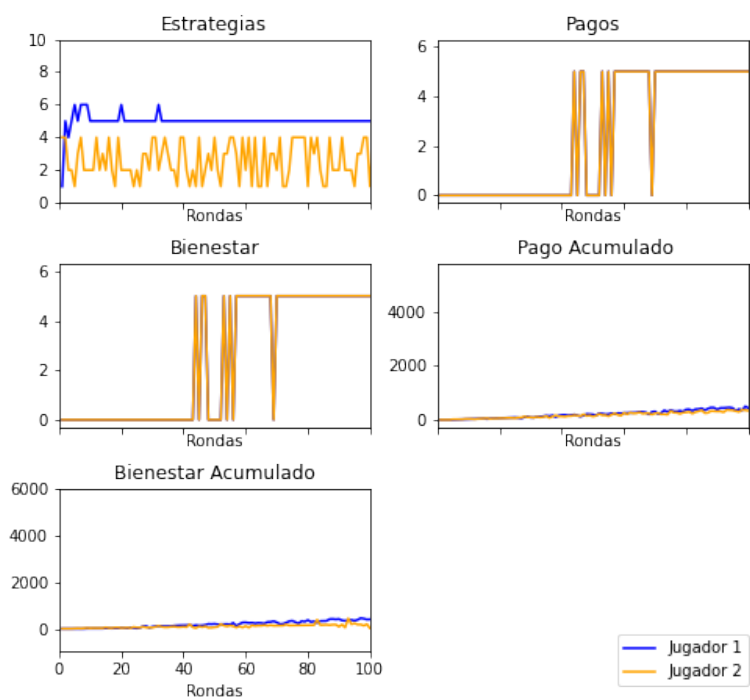 Estrategias
10
8
6
4
2
0
Rondas
Pagos
6
4
2
0
Rondas
Bienestar
6
4
2
0
Rondas
Pago Acumulado
4000
2000
0
Rondas
Bienestar Acumulado
6000
4000
2000
0
0 20 40 60 80 100
Rondas
Jugador 1
Jugador 2